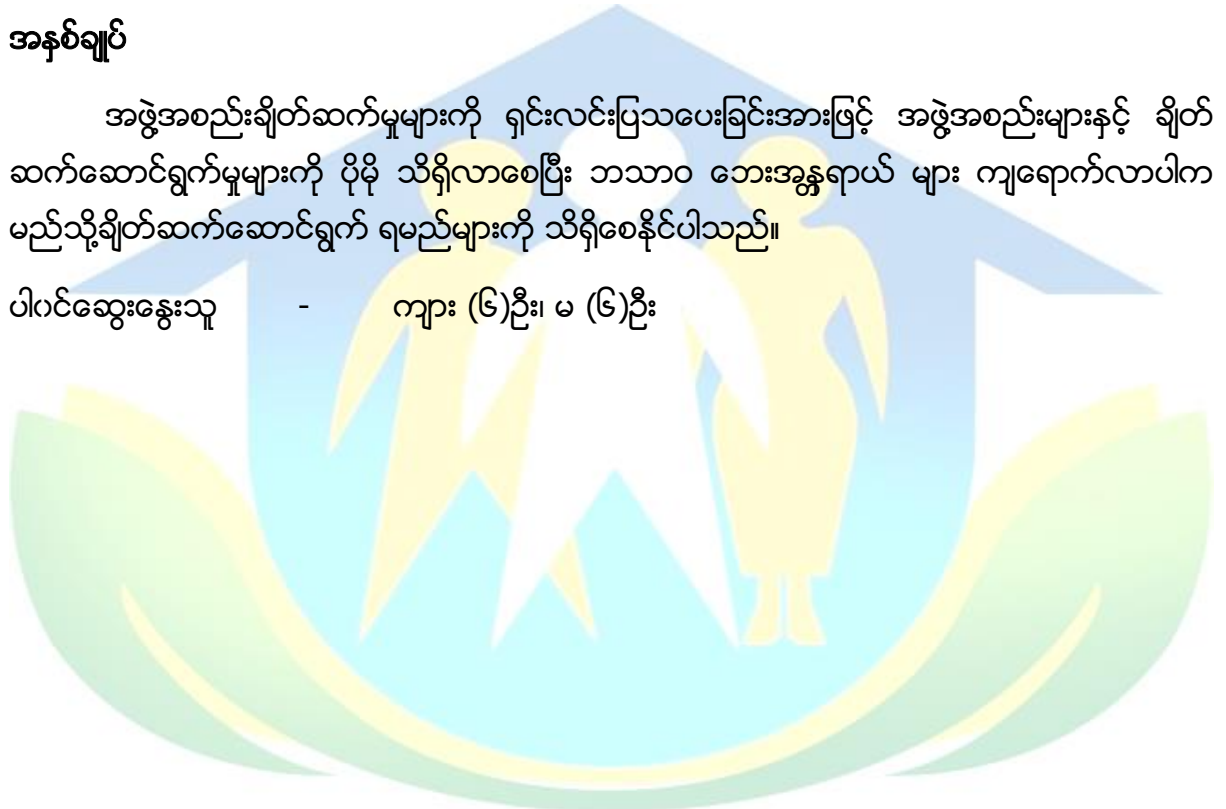 အနှစ်ချုပ်
အဖွဲ့အစည်းချိတ်ဆက်မှုများကို ရှင်းလင်းပြသပေးခြင်းအားဖြင့် အဖွဲ့အစည်းများနှင့် ချိတ်
ဆက်ဆောင်ရွက်မှုများကို ပိုမို သိရှိလာစေပြီး ဘသာဝ ဘေးအန္တရာယ် များ ကျရောက်လာပါက
မည်သို့ချိတ်ဆက်ဆောင်ရွက် ရမည်များကို သိရှိစေနိုင်ပါသည်။
ပါဝင်ဆွေးနွေးသူ - ကျား (၆)ဦး၊ မ (၆)ဦး